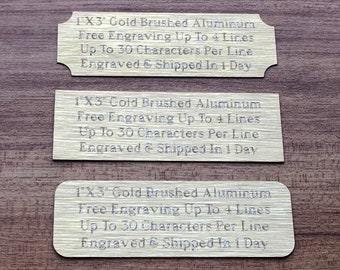 1"X3" Gold Brushed Aluminum
Free Engraving Up To 4 Lines
Up To 30 Characters Per Line
Engraved & Shipped In 1 Day
1"X3" Gold Brushed Aluminum
Free Engraving Up To 4 Lines
Up To 30 Characters Per Line
Engraved & Shipped In 1 Day
1"X3" Gold Brushed Aluminum
Free Engraving Up To 4 Lines
Up To 30 Characters Per Line
Engraved & Shipped In 1 Day